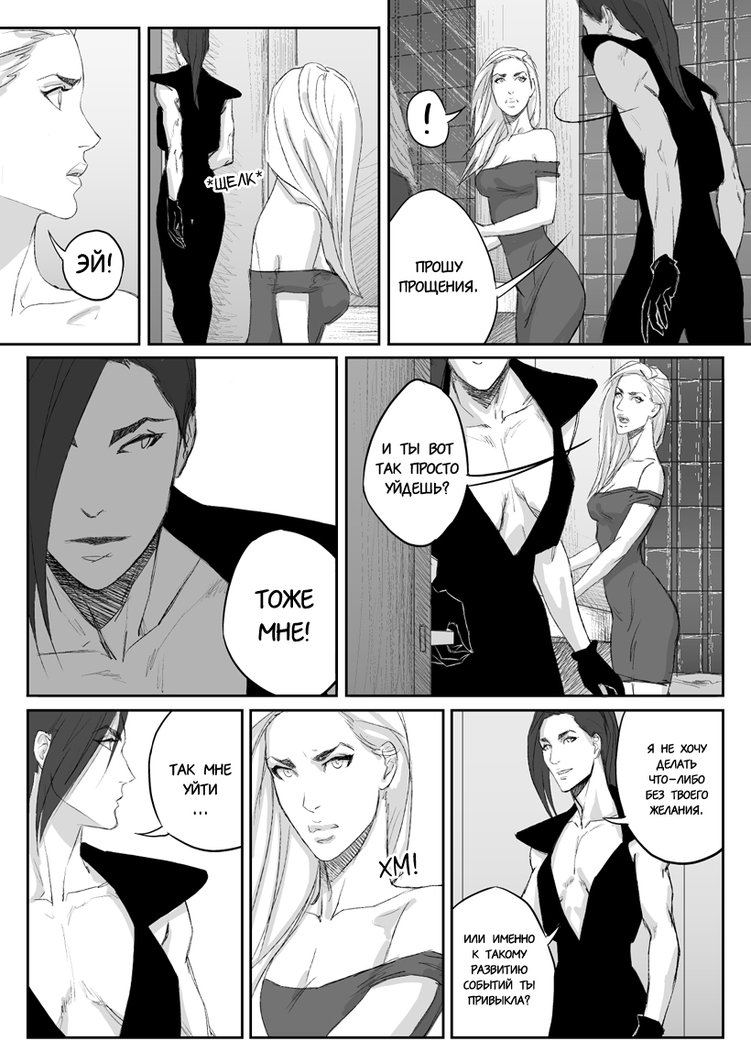 !
ПРОШУ
ПРОЩЕНИЯ.
*ЩЕЛК*
ЭЙ!
И ТЫ ВОТ
ТАК ПРОСТО
УЙДЕШЬ?
ТОЖЕ
МНЕ!
Я НЕ ХОЧУ
ДЕЛАТЬ
ЧТО-ЛИБО
БЕЗ ТВОЕГО
ЖЕЛАНИЯ.
ИЛИ ИМЕННО
К ТАКОМУ
РАЗВИТИЮ
СОБЫТИЙ ТЫ
ПРИВЫКЛА?
ХМ!
ТАК МНЕ
УЙТИ
...